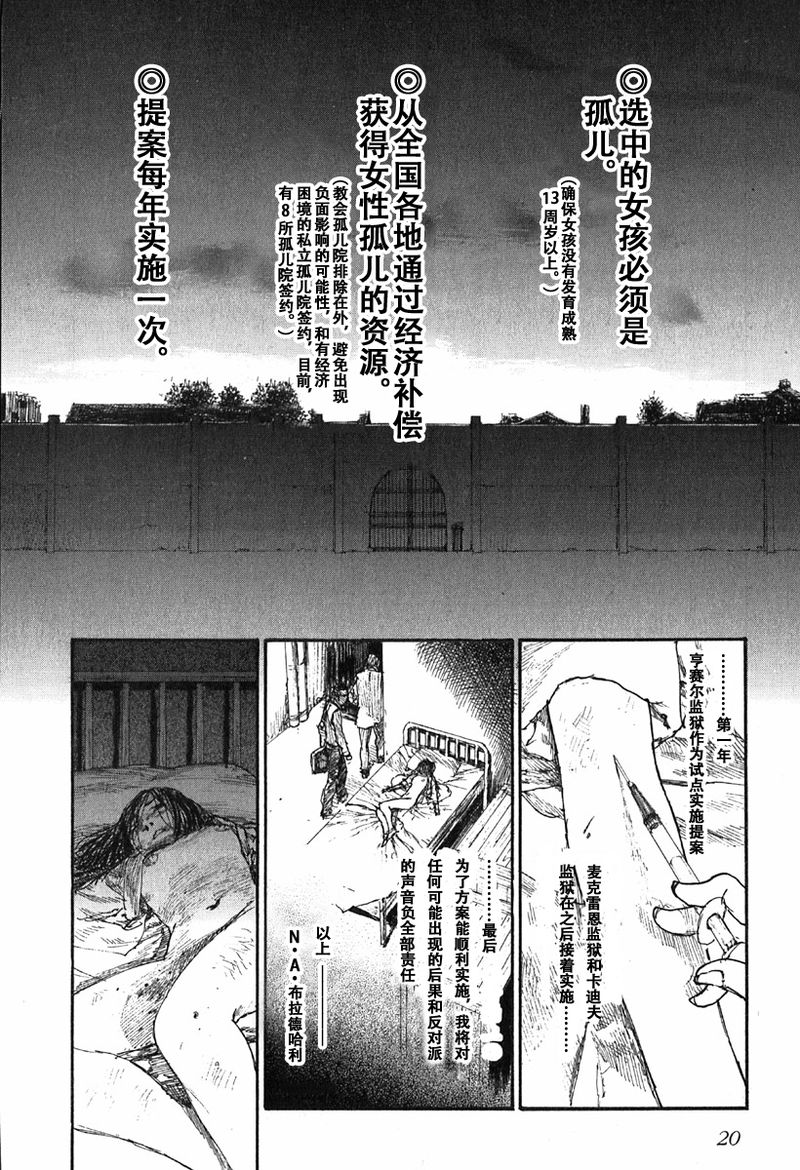 ◎选中的女孩必须是
孤儿。
(确保女孩没有发育成熟
13周岁以上。)
◎从全国各地通过经济补偿
获得女性孤儿的资源。
(教会孤儿院排除在外，避免出现
负面影响的可能性，和有经济
困境的私立孤儿院签约，目前，
有8所孤儿院签约。)
◎提案每年实施一次。
…………第一年
亨赛尔监狱作为试点实施提案
麦克雷恩监狱和卡迪夫
监狱在之后接着实施…………
…………最后
为了方案能顺利实施，我将对
任何可能出现的后果和反对派
的声音负全部责任
以上——
N·A·布拉德哈利
20